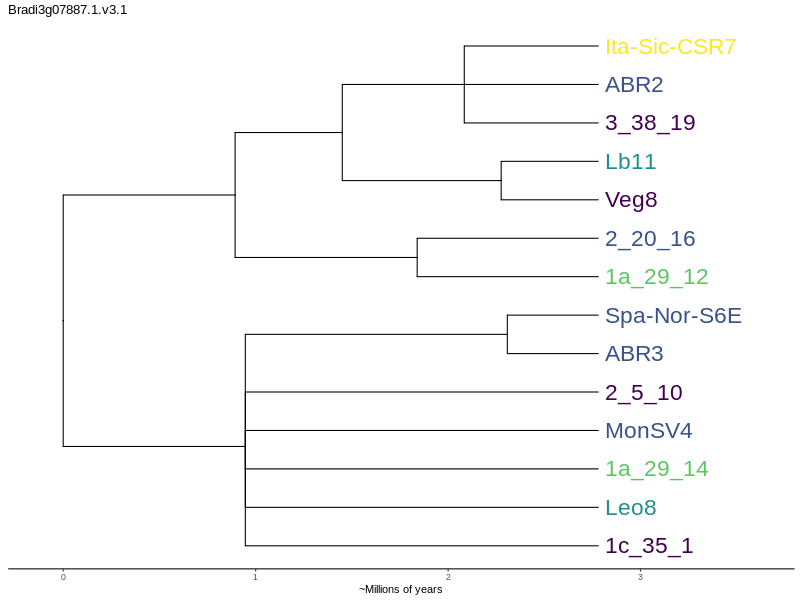 Bradi3g07887.1.v3.1
Ita-Sic-CSR7
ABR2
3_38_19
Lb11
Veg8
2_20_16
1a_29_12
Spa-Nor-S6E
ABR3
2_5_10
MonSV4
1a_29_14
Leo8
1c_35_1
0 1 2 3
~Millions of years